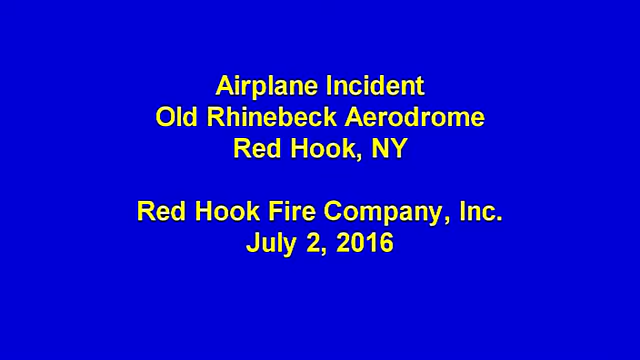 Airplane Incident
Old Rhinebeck Aerodrome
Red Hook, NY
Red Hook Fire Company, Inc.
July 2, 2016